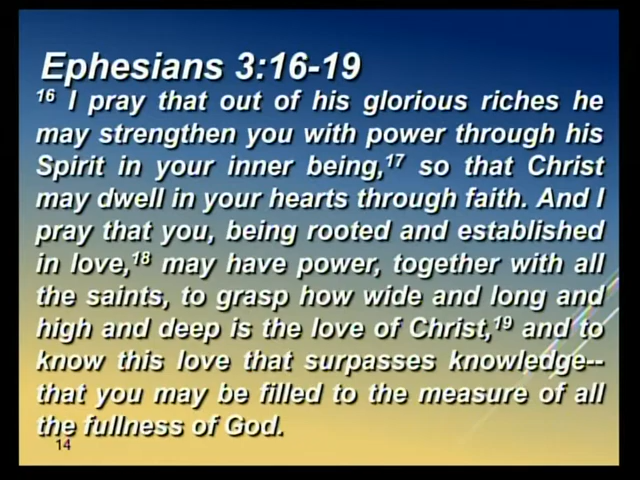 Ephesians 3:16-19
16 I pray that out of his glorious riches he
may strengthen you with power through his
Spirit in your inner being,17 so that Christ
may dwell in your hearts through faith. And I
pray that you, being rooted and established
in love,18 may have power, together with all
the saints, to grasp how wide and long and
high and deep is the love of Christ,19 and to
know this love that surpasses knowledge--
that you may be filled to the measure of all
the fullness of God.
14